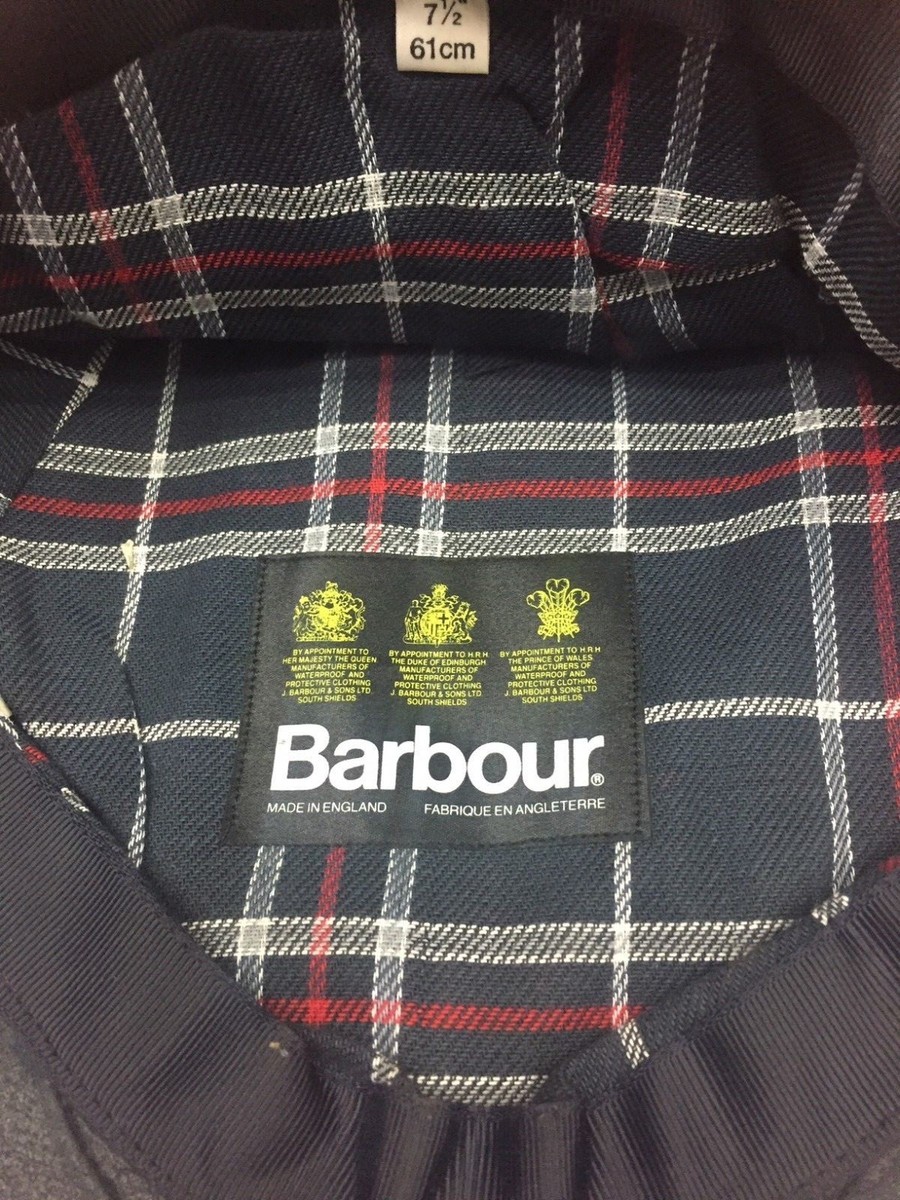 7½"
61cm
BY APPOINTMENT TO
HER MAJESTY THE QUEEN
MANUFACTURERS OF
WATERPROOF AND
PROTECTIVE CLOTHING
J. BARBOUR & SONS LTD
SOUTH SHIELDS
BY APPOINTMENT TO H.R.H.
THE DUKE OF EDINBURGH
MANUFACTURERS OF
WATERPROOF AND
PROTECTIVE CLOTHING
J. BARBOUR & SONS LTD.
SOUTH SHIELDS
BY APPOINTMENT TO H.R.H.
THE PRINCE OF WALES
MANUFACTURERS OF
WATERPROOF AND
PROTECTIVE CLOTHING
J. BARBOUR & SONS LTD.
SOUTH SHIELDS
Barbour®
MADE IN ENGLAND FABRIQUE EN ANGLETERRE